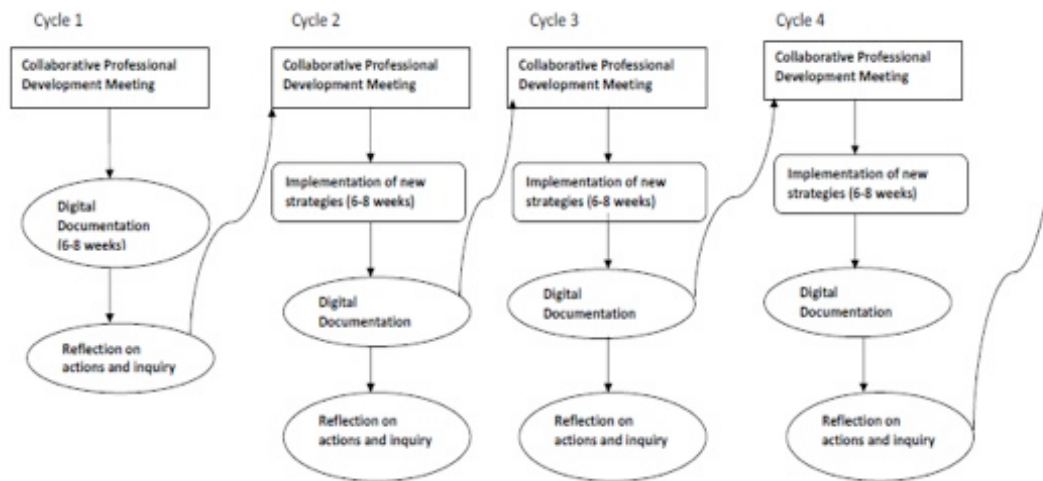 Cycle 1
Collaborative Professional
Development Meeting
Digital
Documentation
(6-8 weeks)
Reflection on
actions and inquiry
Cycle 2
Collaborative Professional
Development Meeting
Implementation of new
strategies (6-8 weeks)
Digital
Documentation
Reflection on
actions and inquiry
Cycle 3
Collaborative Professional
Development Meeting
Implementation of new
strategies (6-8 weeks)
Digital
Documentation
Reflection on
actions and inquiry
Cycle 4
Collaborative Professional
Development Meeting
Implementation of new
strategies (6-8 weeks)
Digital
Documentation
Reflection on
actions and inquiry